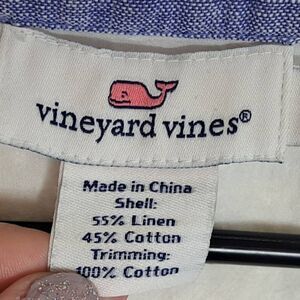 vineyard vines®
Made in China
Shell:
55% Linen
45% Cotton
Trimming:
100% Cotton